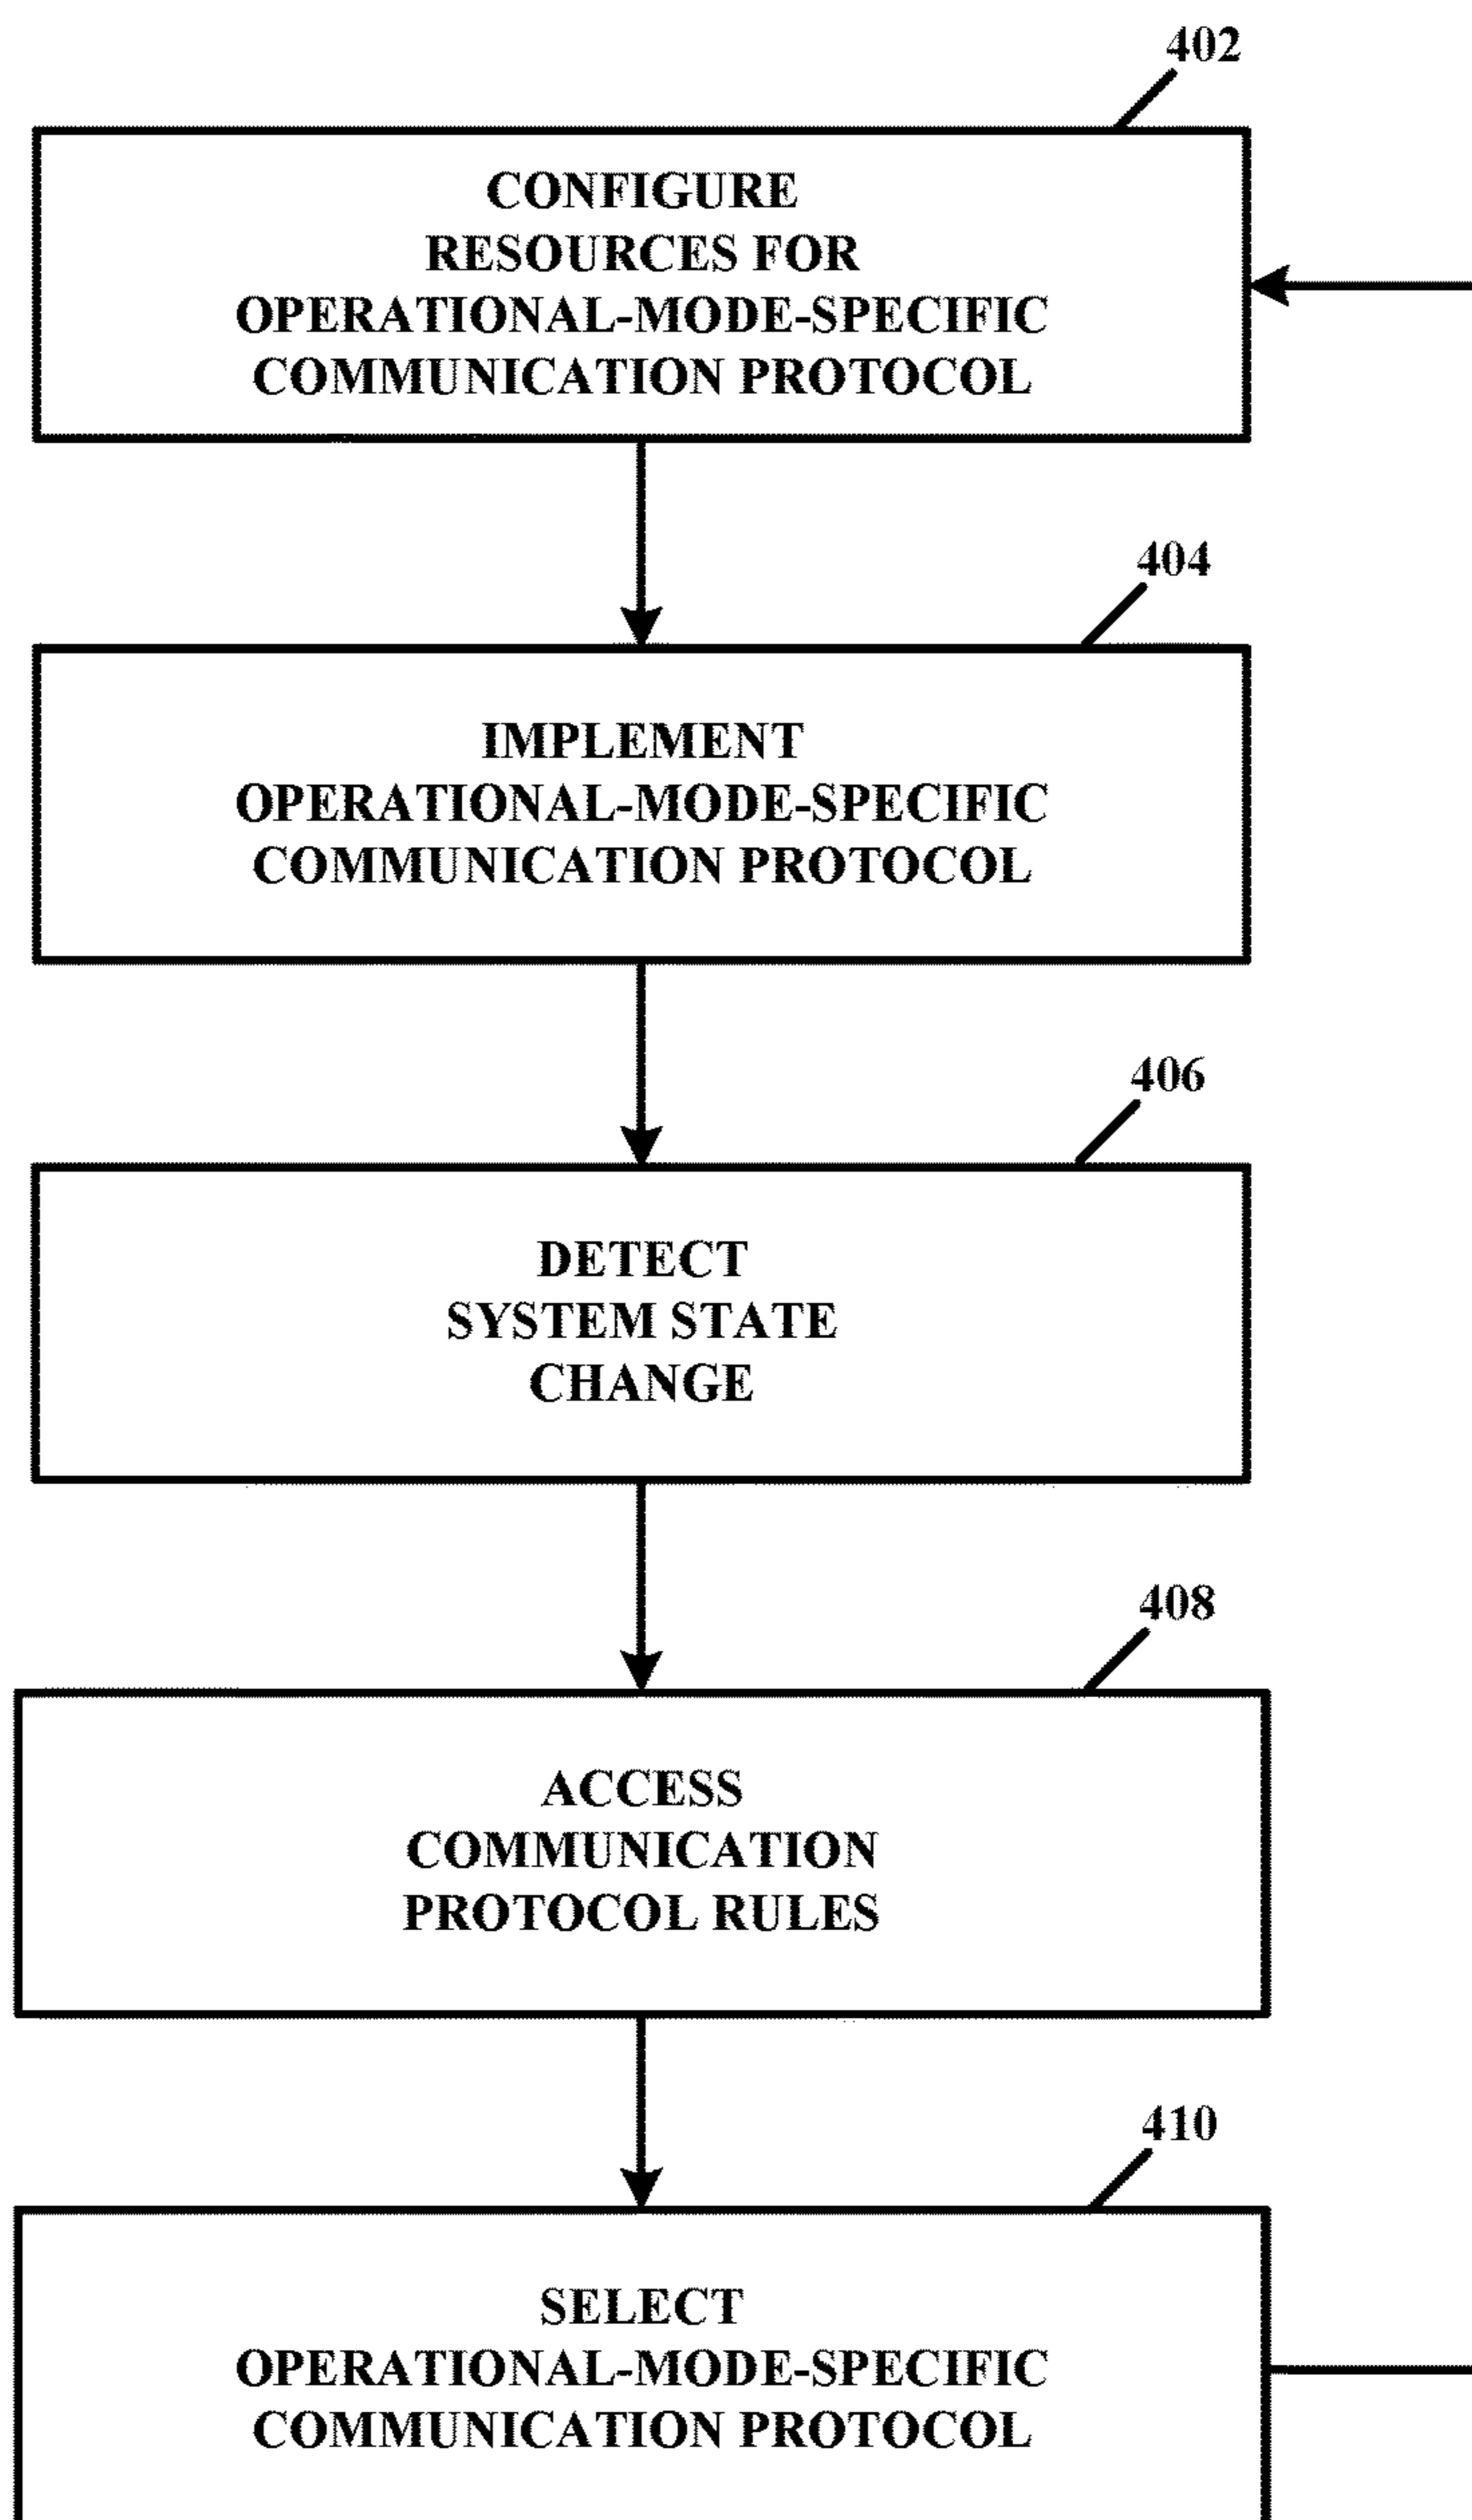 402
CONFIGURE
RESOURCES FOR
OPERATIONAL-MODE-SPECIFIC
COMMUNICATION PROTOCOL
404
IMPLEMENT
OPERATIONAL-MODE-SPECIFIC
COMMUNICATION PROTOCOL
406
DETECT
SYSTEM STATE
CHANGE
408
ACCESS
COMMUNICATION
PROTOCOL RULES
410
SELECT
OPERATIONAL-MODE-SPECIFIC
COMMUNICATION PROTOCOL